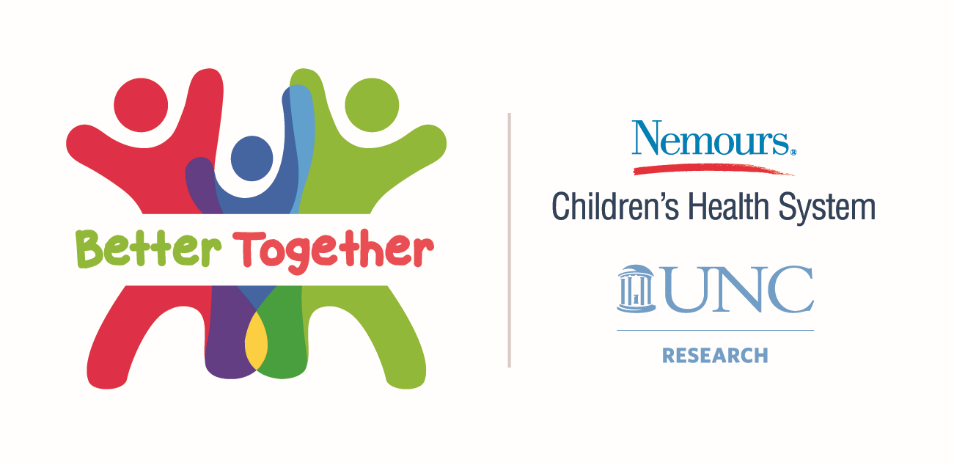 Better Together
Nemours®
Children's Health System
UNC
RESEARCH